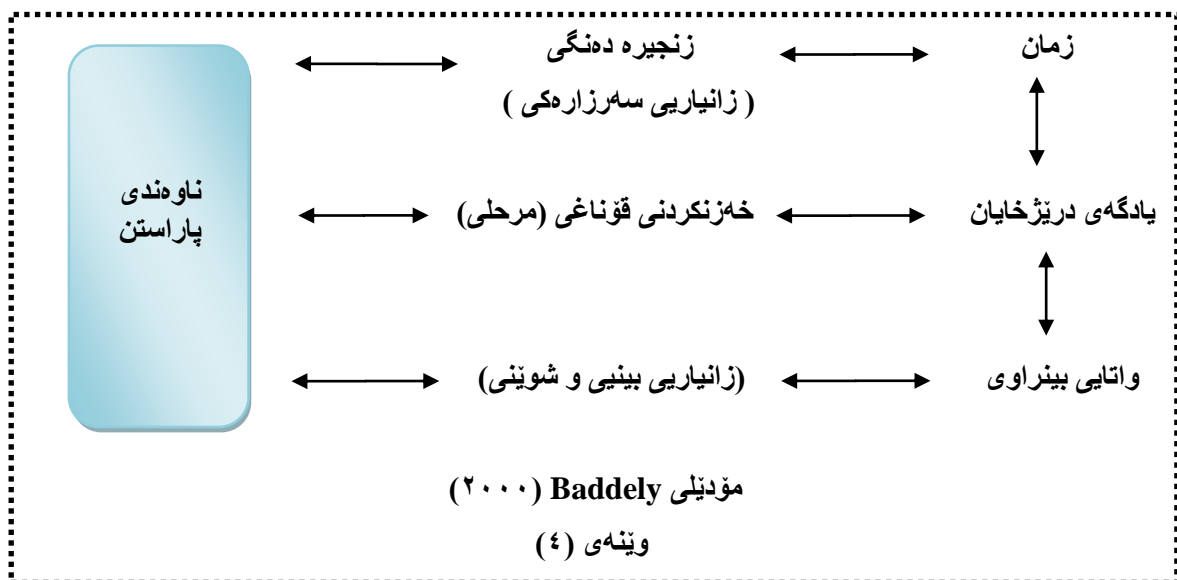 زمان
زنجیره دەنگی
( زانیاریی سەرزارەکی )
ناوەندی
پاراستن
یادگەی درێژخایان
خەزنکردنی قۆناغی (مرحلی)
واتایی بینراوی
(زانیاریی بینیی و شوێنی)
مۆدێلی Baddely (٢٠٠٠)
وێنەی (٤)